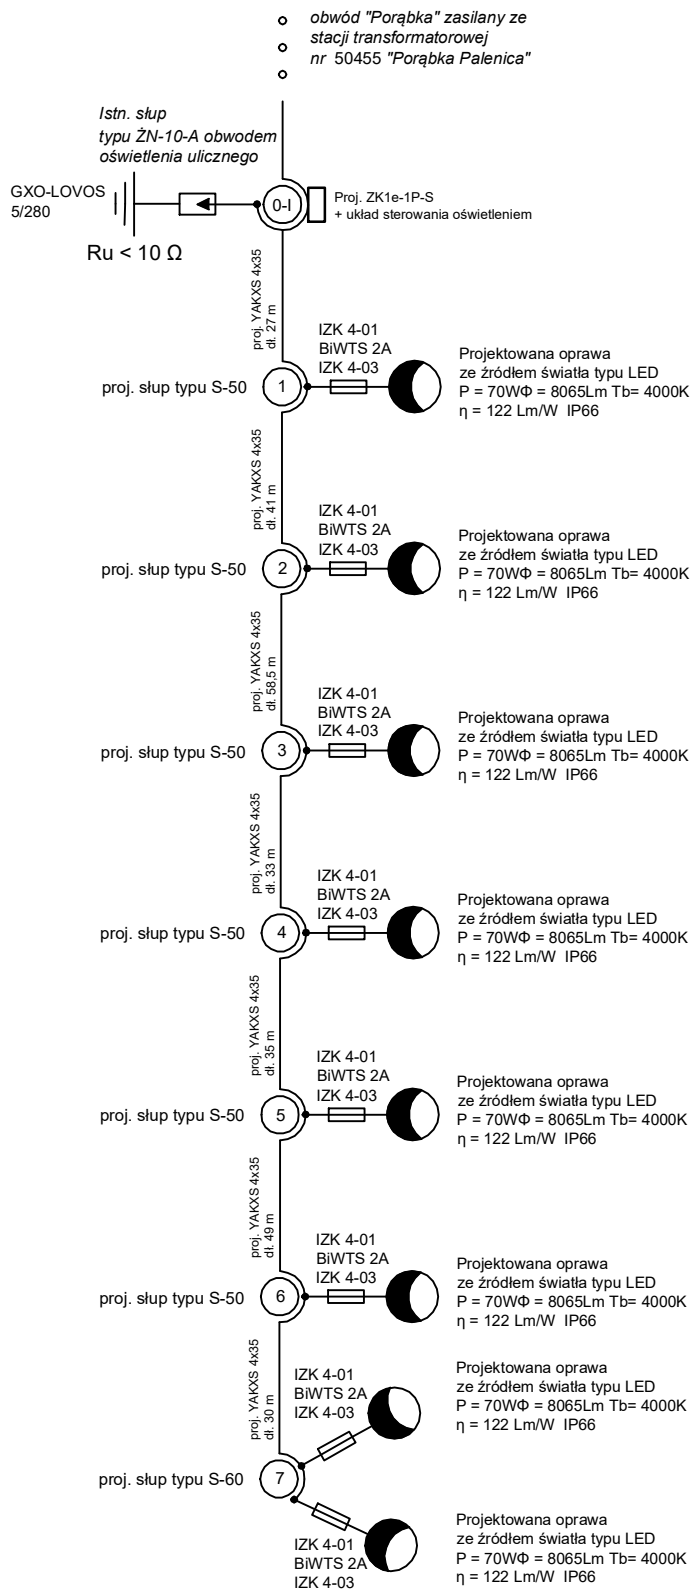 obwód "Porąbka" zasilany ze
stacji transformatorowej
nr 50455 "Porąbka Palenica"
Istn. słup
typu ŻN-10-A obwodem
oświetlenia ulicznego
GXO-LOVOS
5/280
Ru < 10 Ω
0-I
Proj. ZK1e-1P-S
+ układ sterowania oświetleniem
proj. YAKXS 4x35
dł. 27 m
IZK 4-01
BiWTS 2A
IZK 4-03
proj. słup typu S-50
1
Projektowana oprawa
ze źródłem światła typu LED
P = 70WΦ = 8065Lm Tb= 4000K
η = 122 Lm/W IP66
proj. YAKXS 4x35
dł. 41 m
IZK 4-01
BiWTS 2A
IZK 4-03
proj. słup typu S-50
2
Projektowana oprawa
ze źródłem światła typu LED
P = 70WΦ = 8065Lm Tb= 4000K
η = 122 Lm/W IP66
proj. YAKXS 4x35
dł. 58,5 m
IZK 4-01
BiWTS 2A
IZK 4-03
proj. słup typu S-50
3
Projektowana oprawa
ze źródłem światła typu LED
P = 70WΦ = 8065Lm Tb= 4000K
η = 122 Lm/W IP66
proj. YAKXS 4x35
dł. 33 m
IZK 4-01
BiWTS 2A
IZK 4-03
proj. słup typu S-50
4
Projektowana oprawa
ze źródłem światła typu LED
P = 70WΦ = 8065Lm Tb= 4000K
η = 122 Lm/W IP66
proj. YAKXS 4x35
dł. 35 m
IZK 4-01
BiWTS 2A
IZK 4-03
proj. słup typu S-50
5
Projektowana oprawa
ze źródłem światła typu LED
P = 70WΦ = 8065Lm Tb= 4000K
η = 122 Lm/W IP66
proj. YAKXS 4x35
dł. 49 m
IZK 4-01
BiWTS 2A
IZK 4-03
proj. słup typu S-50
6
Projektowana oprawa
ze źródłem światła typu LED
P = 70WΦ = 8065Lm Tb= 4000K
η = 122 Lm/W IP66
proj. YAKXS 4x35
dł. 30 m
IZK 4-01
BiWTS 2A
IZK 4-03
Projektowana oprawa
ze źródłem światła typu LED
P = 70WΦ = 8065Lm Tb= 4000K
η = 122 Lm/W IP66
proj. słup typu S-60
7
IZK 4-01
BiWTS 2A
IZK 4-03
Projektowana oprawa
ze źródłem światła typu LED
P = 70WΦ = 8065Lm Tb= 4000K
η = 122 Lm/W IP66